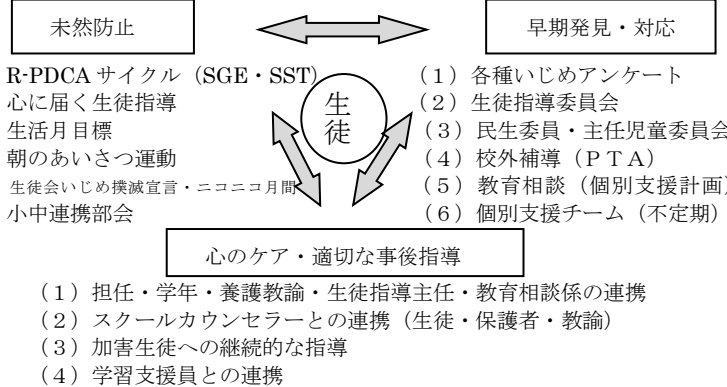 未然防止
早期発見・対応
R-PDCA サイクル（SGE・SST）
心に届く生徒指導
生活月目標
朝のあいさつ運動
生徒会いじめ撲滅宣言・ニコニコ月間
小中連携部会
生徒
（１）各種いじめアンケート
（２）生徒指導委員会
（３）民生委員・主任児童委員会
（４）校外補導（ＰＴＡ）
（５）教育相談（個別支援計画）
（６）個別支援チーム（不定期）
心のケア・適切な事後指導
（１）担任・学年・養護教諭・生徒指導主任・教育相談係の連携
（２）スクールカウンセラーとの連携（生徒・保護者・教諭）
（３）加害生徒への継続的な指導
（４）学習支援員との連携